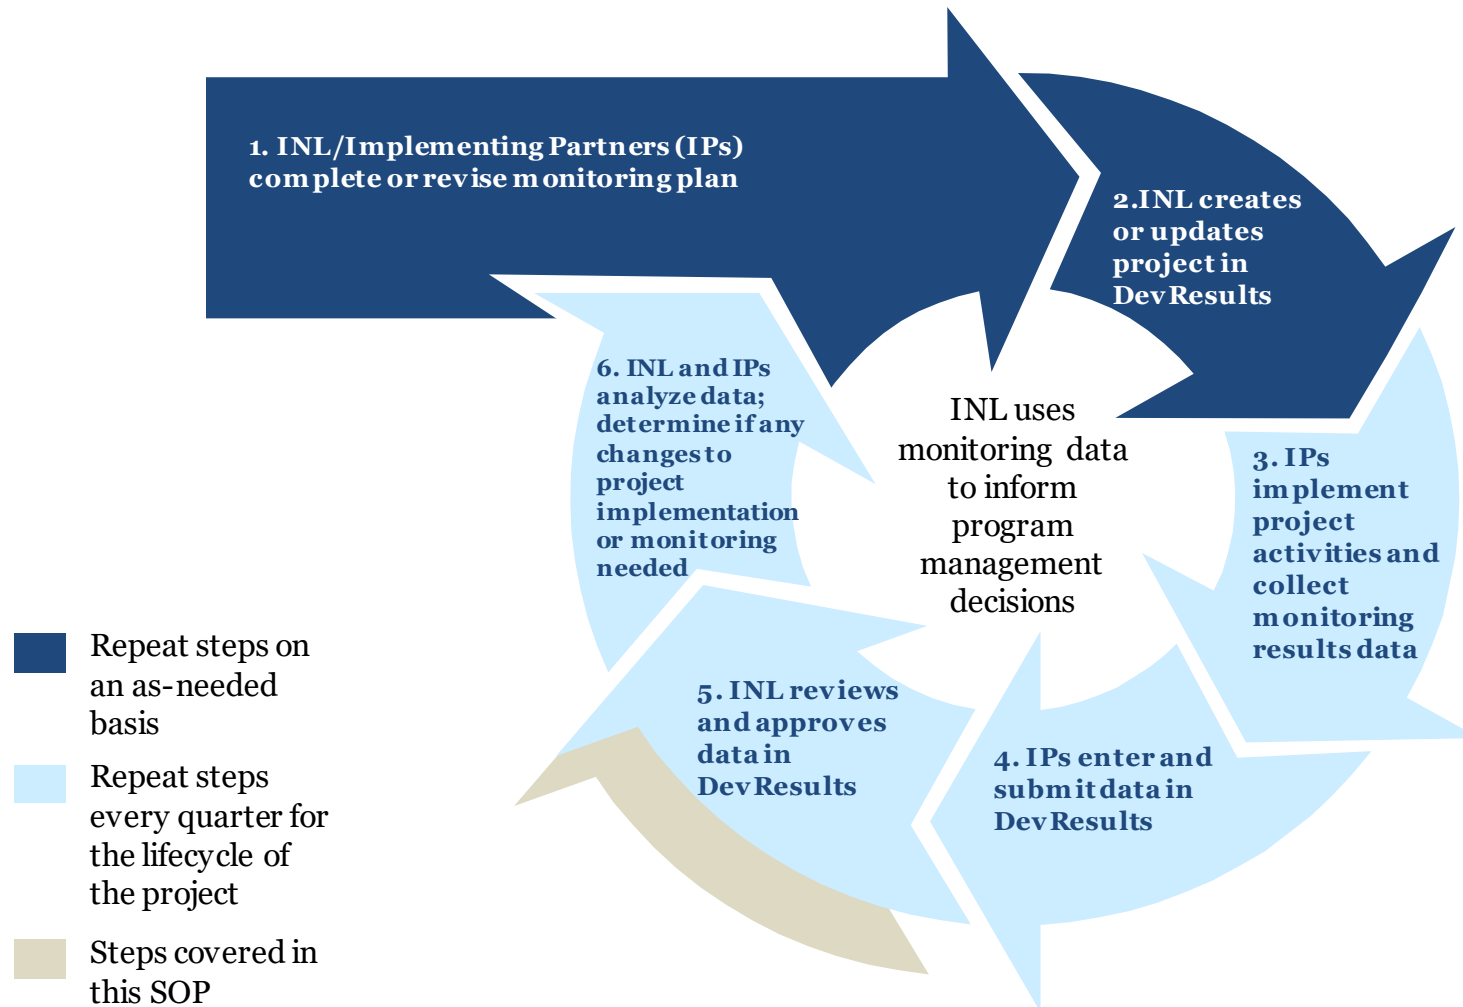 1. INL/Implementing Partners (IPs)
complete or revise monitoring plan
2.INL creates
or updates
project in
DevResults
3. IPs
implement
project
activities and
collect
monitoring
results data
4. IPs enter and
submit data in
DevResults
5. INL reviews
and approves
data in
DevResults
6. INL and IPs
analyze data;
determine if any
changes to
project
implementation
or monitoring
needed
INL uses
monitoring data
to inform
program
management
decisions
Repeat steps on
an as-needed
basis
Repeat steps
every quarter for
the lifecycle of
the project
Steps covered in
this SOP